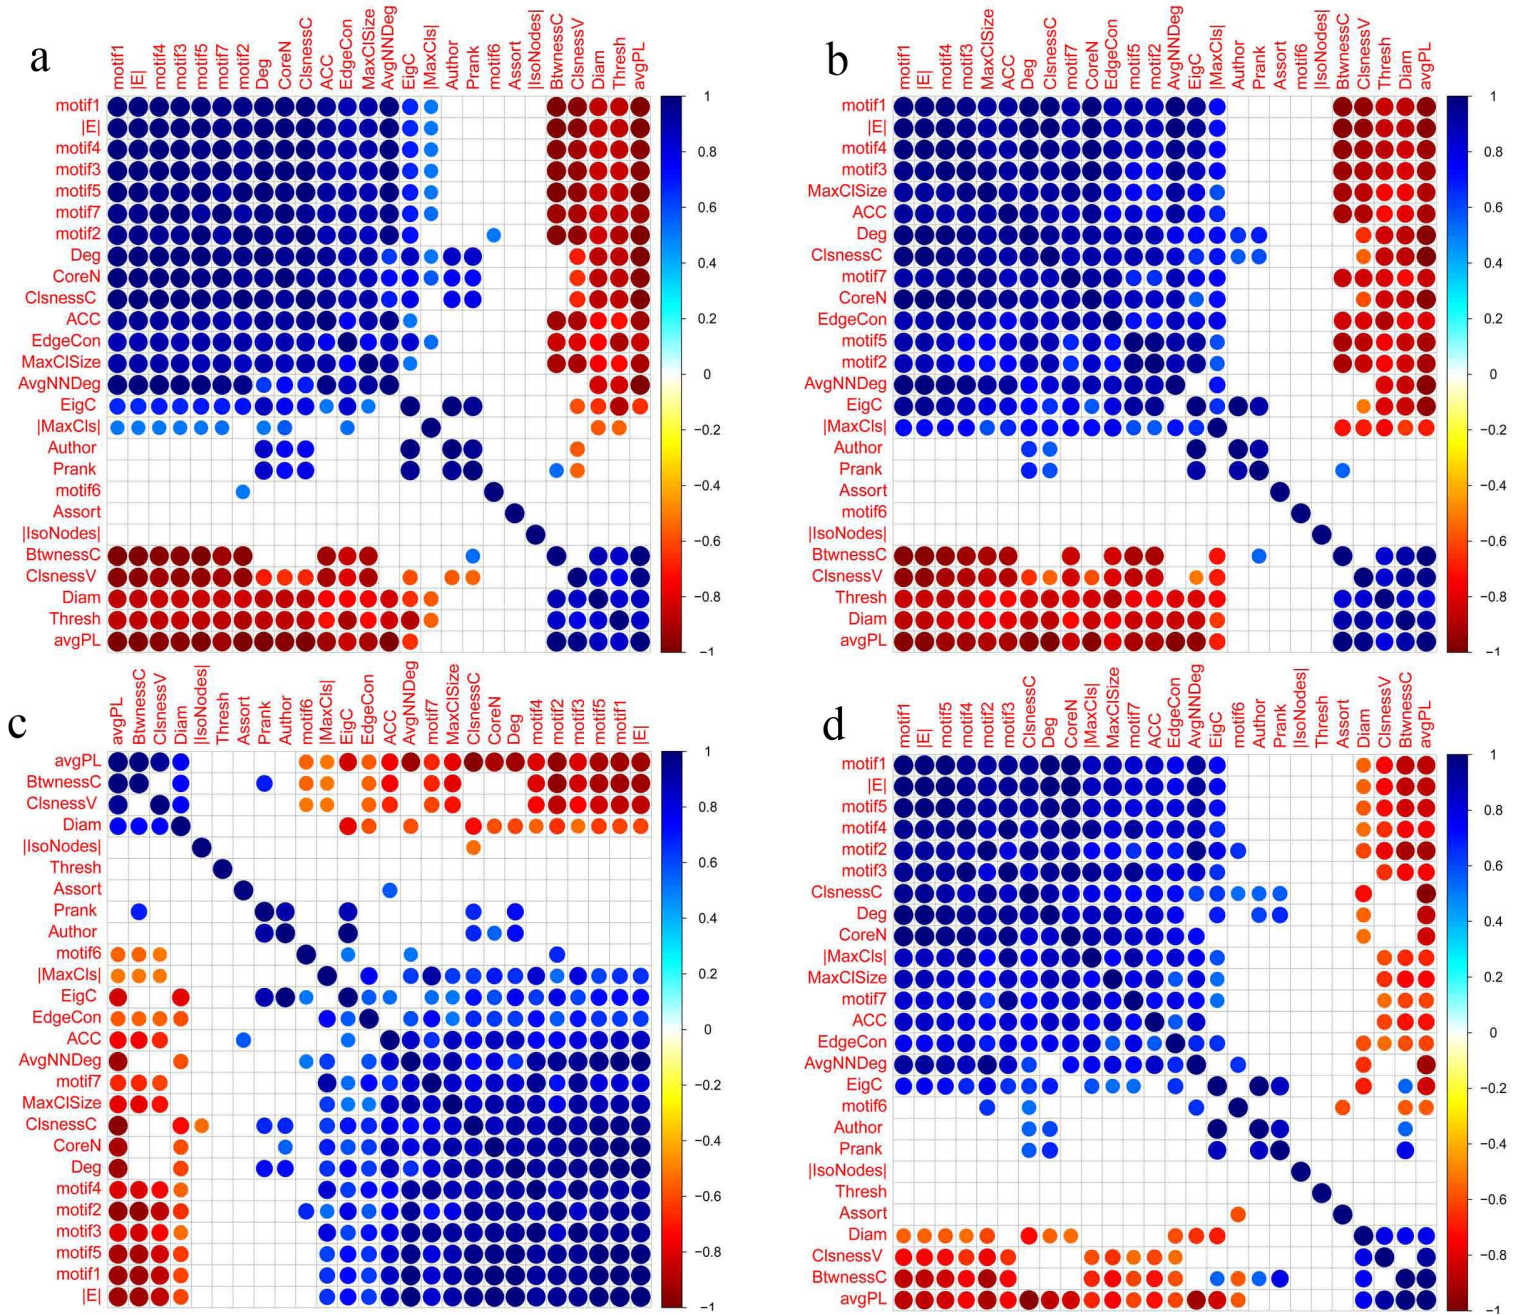 a
motif1
|E|
motif4
motif3
motif5
motif7
motif2
Deg
CoreN
ClsnessC
ACC
EdgeCon
MaxClSize
AvgNNDeg
EigC
|MaxCls|
Author
Prank
motif6
Assort
|IsoNodes|
BtwnessC
ClsnessV
Diam
Thresh
avgPL
motif1
|E|
motif4
motif3
motif5
motif7
motif2
Deg
CoreN
ClsnessC
ACC
EdgeCon
MaxClSize
AvgNNDeg
EigC
|MaxCls|
Author
Prank
motif6
Assort
|IsoNodes|
BtwnessC
ClsnessV
Diam
Thresh
avgPL
1
0.8
0.6
0.4
0.2
0
−0.2
−0.4
−0.6
−0.8
−1
b
motif1
|E|
motif4
motif3
MaxClSize
ACC
Deg
ClsnessC
motif7
CoreN
EdgeCon
motif5
motif2
AvgNNDeg
EigC
|MaxCls|
Author
Prank
Assort
motif6
|IsoNodes|
BtwnessC
ClsnessV
Thresh
Diam
avgPL
motif1
|E|
motif4
motif3
MaxClSize
ACC
Deg
ClsnessC
motif7
CoreN
EdgeCon
motif5
motif2
AvgNNDeg
EigC
|MaxCls|
Author
Prank
Assort
motif6
|IsoNodes|
BtwnessC
ClsnessV
Thresh
Diam
avgPL
1
0.8
0.6
0.4
0.2
0
−0.2
−0.4
−0.6
−0.8
−1
c
avgPL
BtwnessC
ClsnessV
Diam
|IsoNodes|
Thresh
Assort
Prank
Author
motif6
|MaxCls|
EigC
EdgeCon
ACC
AvgNNDeg
motif7
MaxClSize
ClsnessC
CoreN
Deg
motif4
motif2
motif3
motif5
motif1
|E|
avgPL
BtwnessC
ClsnessV
Diam
|IsoNodes|
Thresh
Assort
Prank
Author
motif6
|MaxCls|
EigC
EdgeCon
ACC
AvgNNDeg
motif7
MaxClSize
ClsnessC
CoreN
Deg
motif4
motif2
motif3
motif5
motif1
|E|
1
0.8
0.6
0.4
0.2
0
−0.2
−0.4
−0.6
−0.8
−1
d
motif1
|E|
motif5
motif4
motif2
motif3
ClsnessC
Deg
CoreN
|MaxCls|
MaxClSize
motif7
ACC
EdgeCon
AvgNNDeg
EigC
motif6
Author
Prank
|IsoNodes|
Thresh
Assort
Diam
ClsnessV
BtwnessC
avgPL
motif1
|E|
motif5
motif4
motif2
motif3
ClsnessC
Deg
CoreN
|MaxCls|
MaxClSize
motif7
ACC
EdgeCon
AvgNNDeg
EigC
motif6
Author
Prank
|IsoNodes|
Thresh
Assort
Diam
ClsnessV
BtwnessC
avgPL
1
0.8
0.6
0.4
0.2
0
−0.2
−0.4
−0.6
−0.8
−1